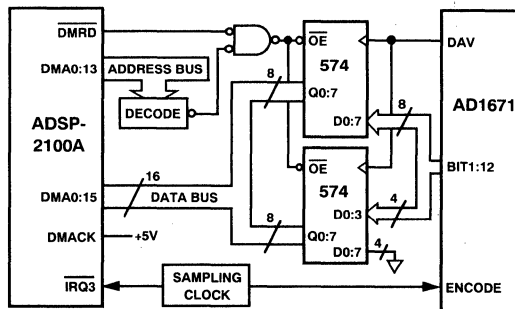 DMRD
DMA0:13
ADDRESS BUS
DECODE
ADSP-
2100A
DMA0:15
16
DATA BUS
DMACK
+5V
IRQ3
SAMPLING
CLOCK
OE
574
Q0:7
D0:7
8
8
OE
574
D0:3
Q0:7
D0:7
8
4
4
DAV
AD1671
BIT1:12
ENCODE